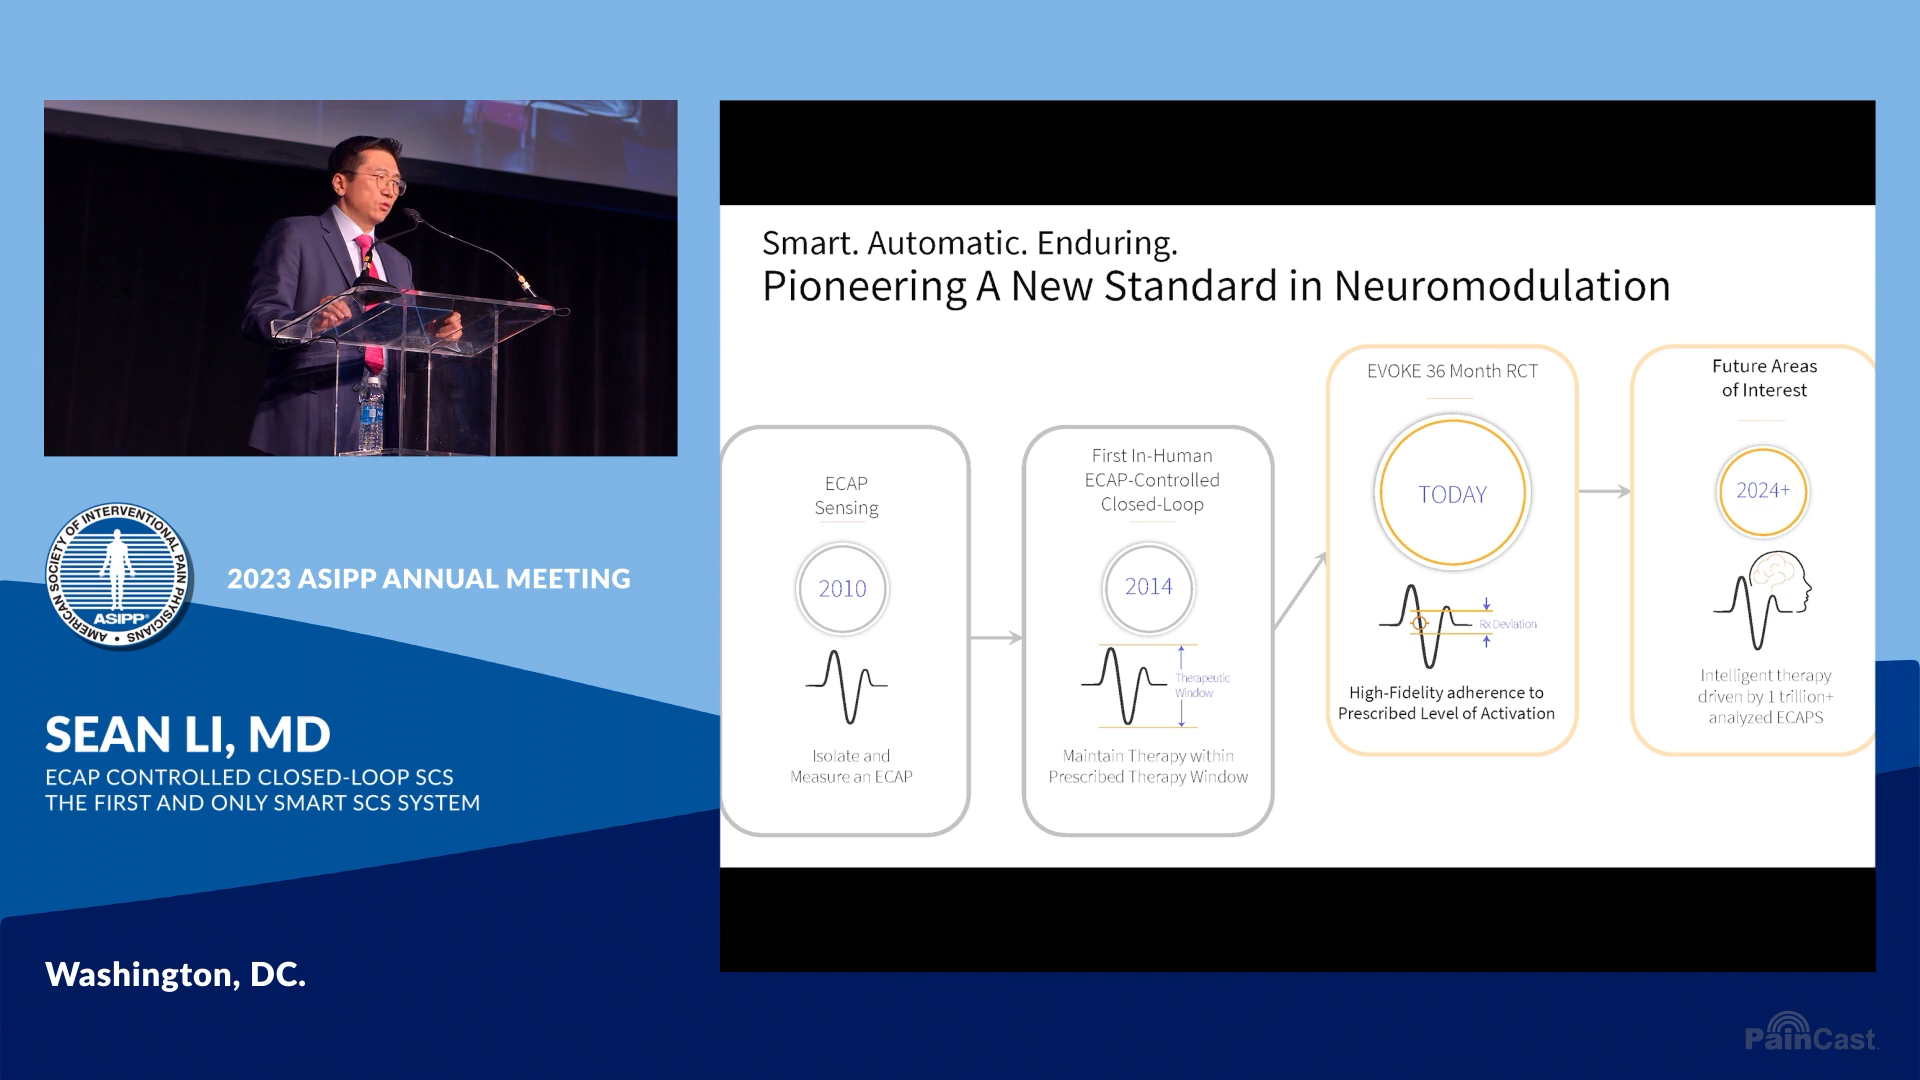 AMERICAN SOCIETY OF INTERVENTIONAL PAIN PHYSICIANS
ASIPP®
2023 ASIPP ANNUAL MEETING
SEAN LI, MD
ECAP CONTROLLED CLOSED-LOOP SCS
THE FIRST AND ONLY SMART SCS SYSTEM
Washington, DC.
Smart. Automatic. Enduring.
Pioneering A New Standard in Neuromodulation
ECAP
Sensing
2010
Isolate and
Measure an ECAP
First In-Human
ECAP-Controlled
Closed-Loop
2014
Therapeutic
Window
Maintain Therapy within
Prescribed Therapy Window
EVOKE 36 Month RCT
TODAY
Rx Deviation
High-Fidelity adherence to
Prescribed Level of Activation
Future Areas
of Interest
2024+
Intelligent therapy
driven by 1 trillion+
analyzed ECAPS
PainCast.